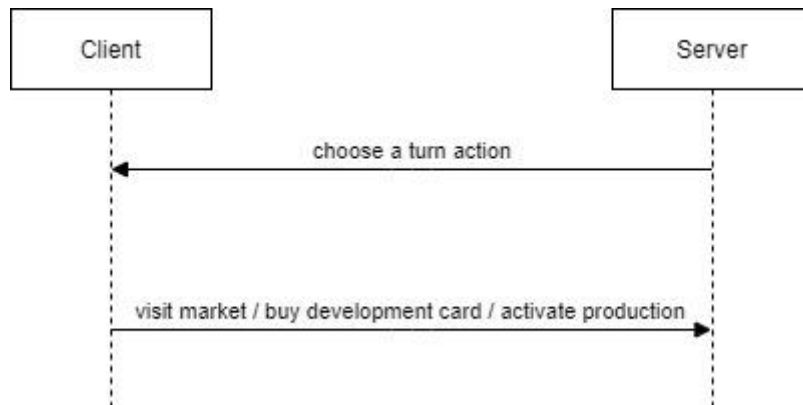 Client
Server
choose a turn action
visit market / buy development card / activate production